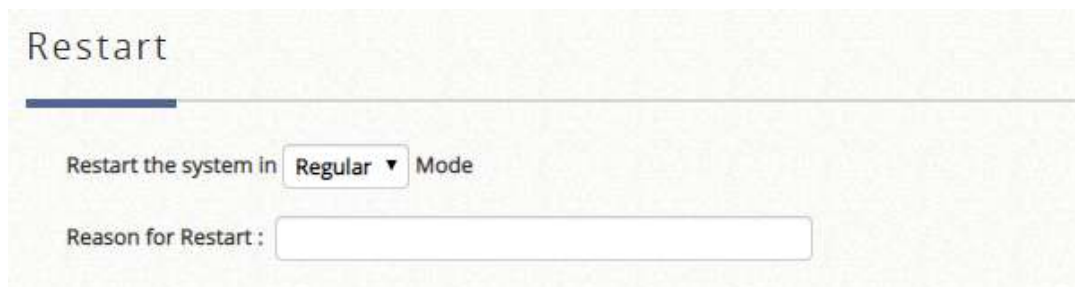 Restart
Restart the system in Regular ▼ Mode
Reason for Restart :